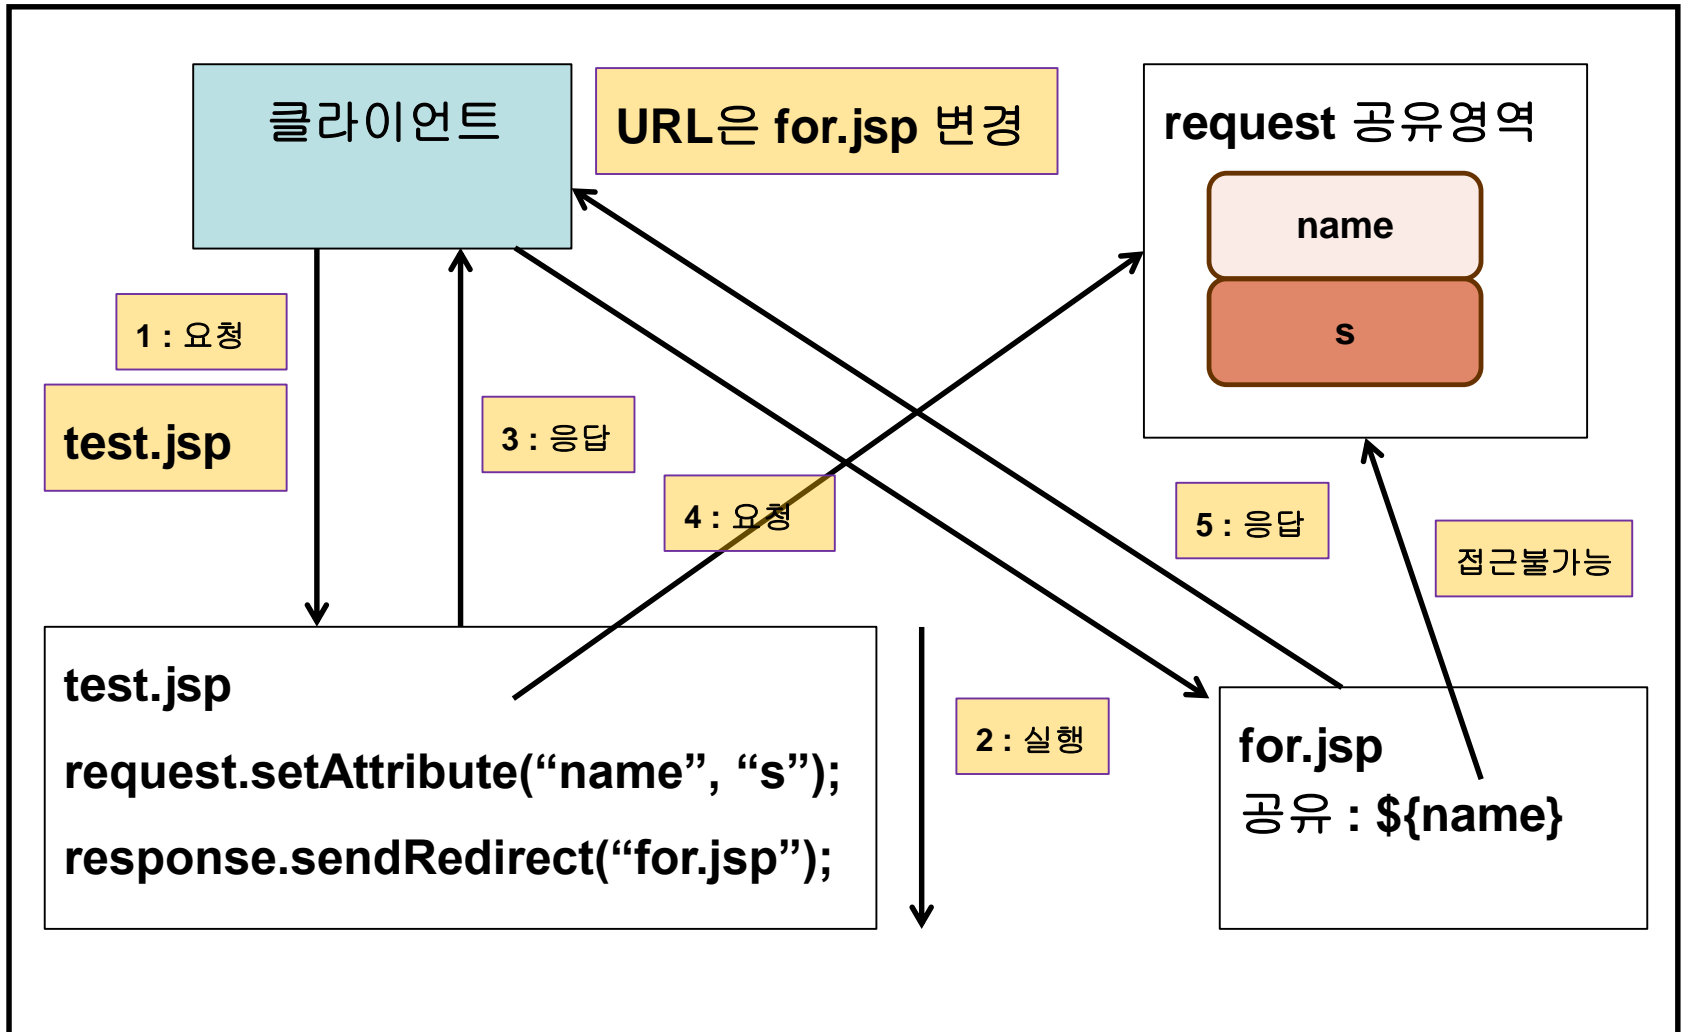 클라이언트
URL은 for.jsp 변경
request 공유영역
name
s
1 : 요청
test.jsp
3 : 응답
4 : 요청
5 : 응답
접근불가능
test.jsp
request.setAttribute(“name”, “s”);
response.sendRedirect(“for.jsp”);
2 : 실행
for.jsp
공유 : ${name}